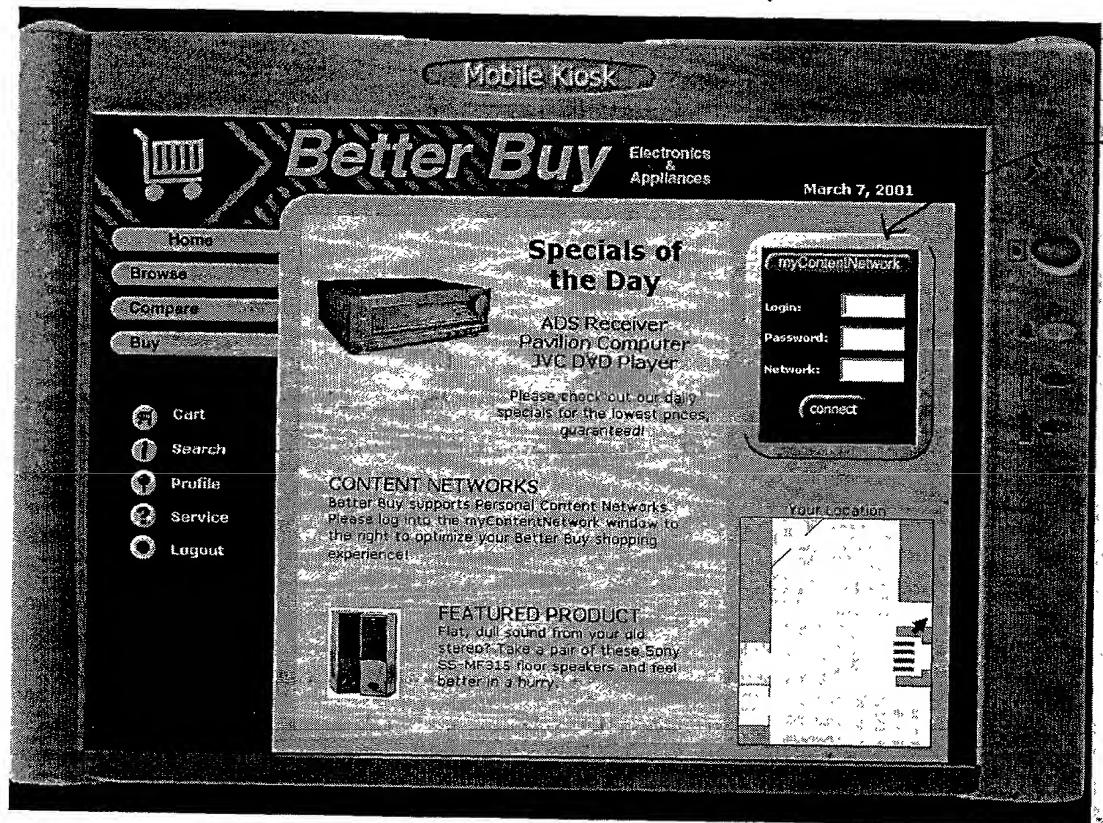 Mobile Kiosk
Better Buy
Electronics
&
Appliances
March 7, 2001
Home
Browse
Compare
Buy
Cart
Search
Profile
Service
Logout
Specials of
the Day
ADS Receiver
Pavilion Computer
JVC DVD Player
Please check out our daily
specials for the lowest prices,
guaranteed!
CONTENT NETWORKS
Better Buy supports Personal Content Networks.
Please log into the myContentNetwork window to
the right to optimize your Better Buy shopping
experience!
FEATURED PRODUCT
Flat, dull sound from your old
stereo? Take a pair of these Sony
SS-MF315 floor speakers and feel
better in a hurry.
myContentNetwork
Login:
Password:
Network:
connect
Your Location